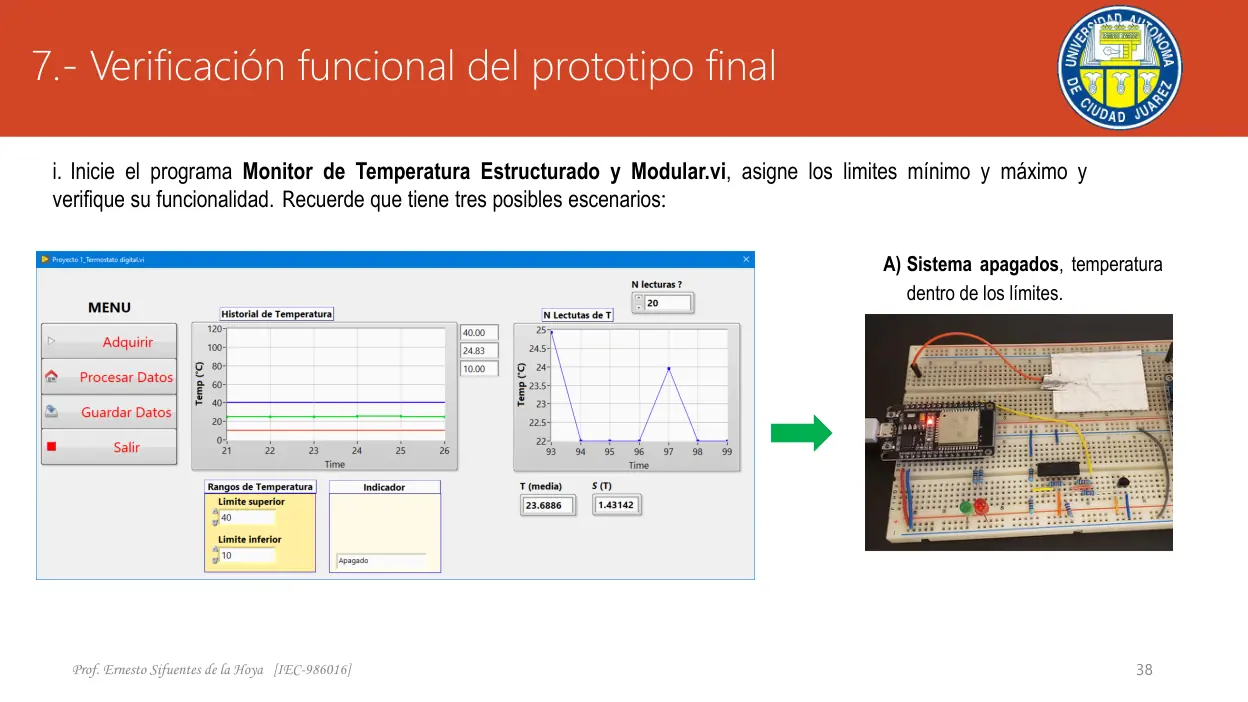 7.- Verificación funcional del prototipo final
UNIVERSIDAD AUTONOMA
DE CIUDAD JUAREZ
i. Inicie el programa Monitor de Temperatura Estructurado y Modular.vi, asigne los limites mínimo y máximo y
verifique su funcionalidad. Recuerde que tiene tres posibles escenarios:
Proyecto 1_Termostato digital.vi
MENU
Adquirir
Procesar Datos
Guardar Datos
Salir
Historial de Temperatura
Temp (°C)
120
100
80
60
40
20
0
21 22 23 24 25 26
Time
40.00
24.83
10.00
N lecturas ?
20
N Lectutas de T
Temp (°C)
25
24.5
24
23.5
23
22.5
22
93 94 95 96 97 98 99
Time
Rangos de Temperatura
Limite superior
40
Limite inferior
10
Indicador
Apagado
T (media)
23.6886
S (T)
1.43142
A) Sistema apagados, temperatura
dentro de los límites.
Prof. Ernesto Sifuentes de la Hoya [IEC-986016]
38